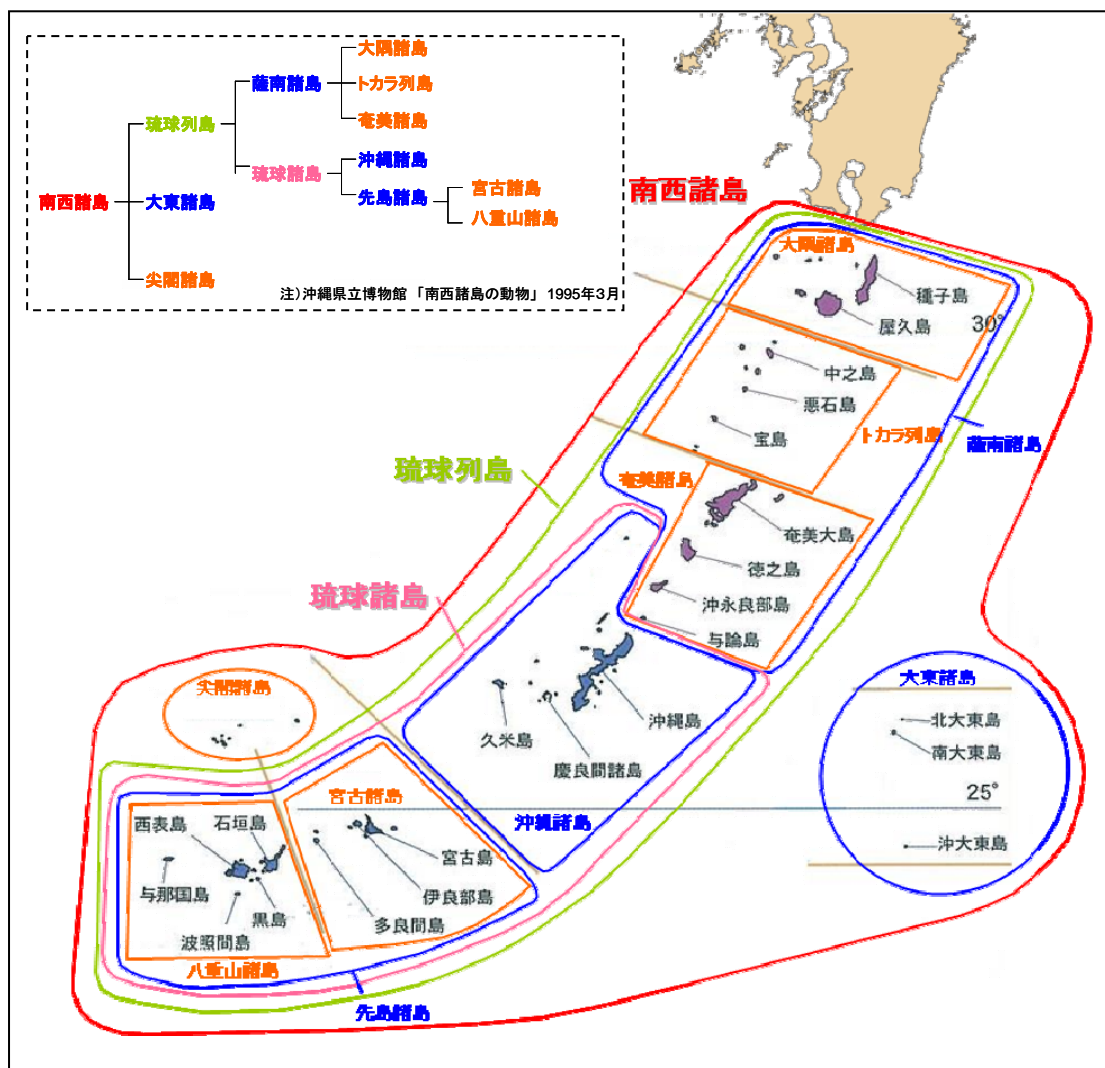 大隅諸島
薩南諸島
トカラ列島
琉球列島
奄美諸島
沖縄諸島
琉球諸島
宮古諸島
南西諸島
大東諸島
先島諸島
八重山諸島
尖閣諸島
注)沖縄県立博物館 「南西諸島の動物」 1995年3月
南西諸島
大隅諸島
種子島
屋久島
30°
中之島
悪石島
宝島
トカラ列島
薩南諸島
琉球列島
奄美諸島
奄美大島
徳之島
沖永良部島
与論島
琉球諸島
尖閣諸島
大東諸島
北大東島
南大東島
25°
沖大東島
沖縄島
久米島
慶良間諸島
沖縄諸島
宮古諸島
宮古島
伊良部島
多良間島
西表島
石垣島
与那国島
黒島
波照間島
八重山諸島
先島諸島